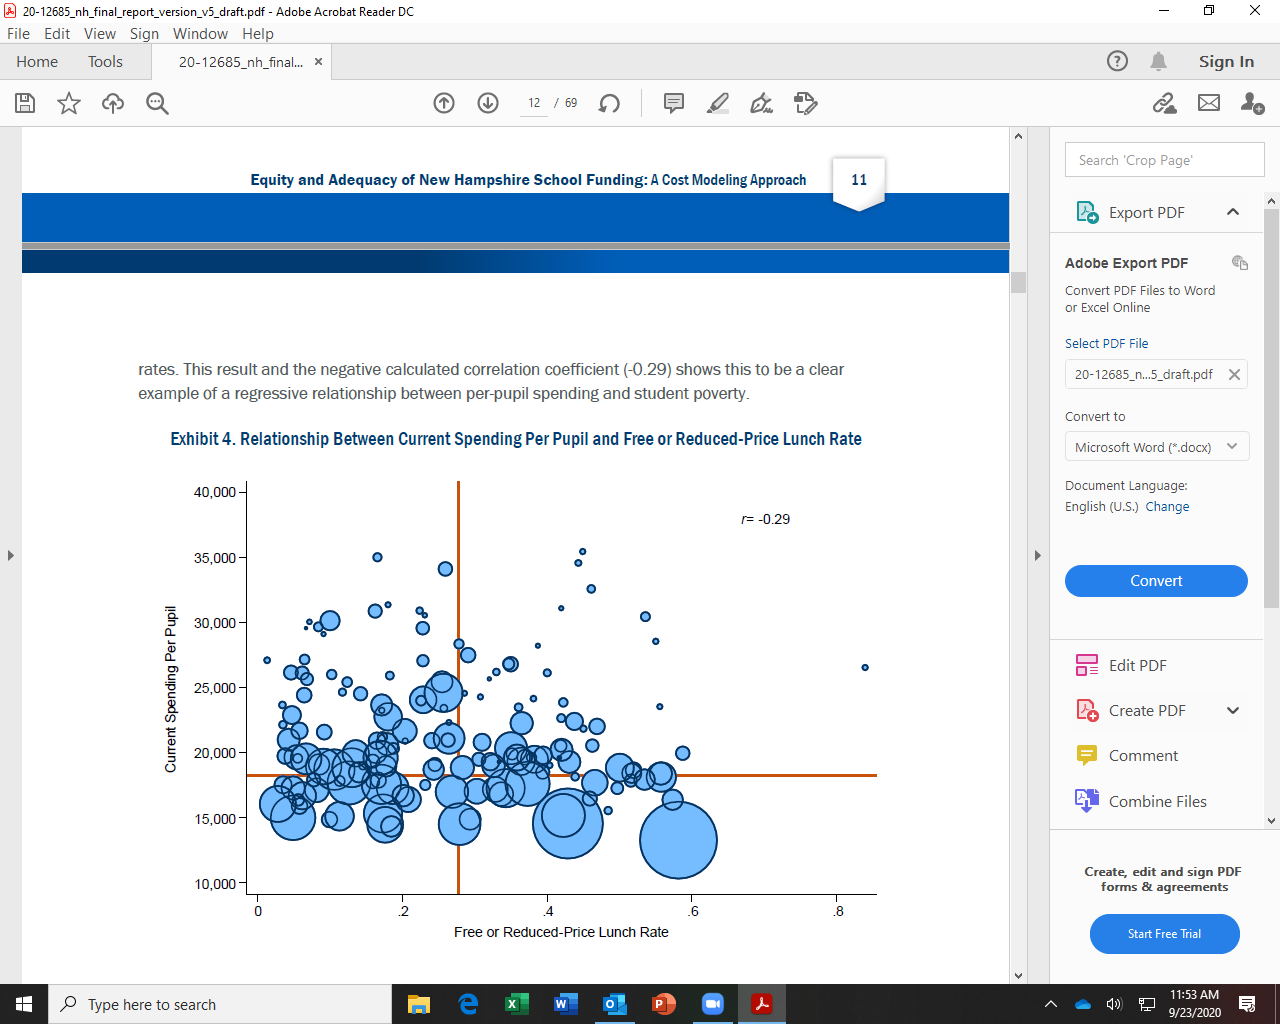 20-12685_nh_final_report_version_v5_draft.pdf - Adobe Acrobat Reader DC
File Edit View Sign Window Help
Home Tools 20-12685_nh_final... × Sign In
12 / 69
Equity and Adequacy of New Hampshire School Funding: A Cost Modeling Approach 11
rates. This result and the negative calculated correlation coefficient (-0.29) shows this to be a clear
example of a regressive relationship between per-pupil spending and student poverty.
Exhibit 4. Relationship Between Current Spending Per Pupil and Free or Reduced-Price Lunch Rate
40,000
r= -0.29
35,000
30,000
25,000
20,000
15,000
10,000
Current Spending Per Pupil
0 .2 .4 .6 .8
Free or Reduced-Price Lunch Rate
Search 'Crop Page'
Export PDF
Adobe Export PDF
Convert PDF Files to Word
or Excel Online
Select PDF File
20-12685_n...5_draft.pdf
Convert to
Microsoft Word (*.docx)
Document Language:
English (U.S.) Change
Convert
Edit PDF
Create PDF
Comment
Combine Files
Create, edit and sign PDF
forms & agreements
Start Free Trial
Type here to search
11:53 AM
9/23/2020